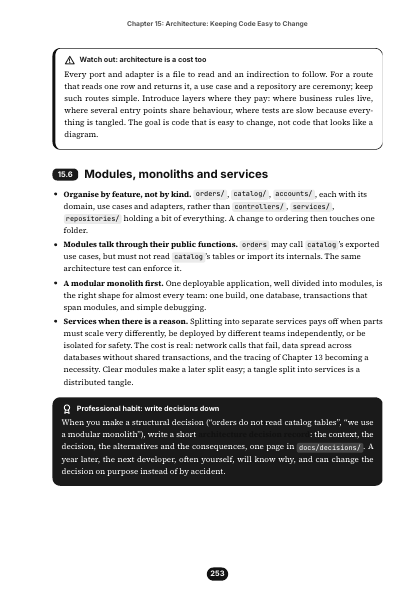 Chapter 15: Architecture: Keeping Code Easy to Change
Watch out: architecture is a cost too
Every port and adapter is a file to read and an indirection to follow. For a route
that reads one row and returns it, a use case and a repository are ceremony; keep
such routes simple. Introduce layers where they pay: where business rules live,
where several entry points share behaviour, where tests are slow because every-
thing is tangled. The goal is code that is easy to change, not code that looks like a
diagram.
15.6 Modules, monoliths and services
• Organise by feature, not by kind. orders/, catalog/, accounts/, each with its
domain, use cases and adapters, rather than controllers/, services/,
repositories/ holding a bit of everything. A change to ordering then touches one
folder.
• Modules talk through their public functions. orders may call catalog's exported
use cases, but must not read catalog's tables or import its internals. The same
architecture test can enforce it.
• A modular monolith first. One deployable application, well divided into modules, is
the right shape for almost every team: one build, one database, transactions that
span modules, and simple debugging.
• Services when there is a reason. Splitting into separate services pays off when parts
must scale very differently, be deployed by different teams independently, or be
isolated for safety. The cost is real: network calls that fail, data spread across
databases without shared transactions, and the tracing of Chapter 13 becoming a
necessity. Clear modules make a later split easy; a tangle split into services is a
distributed tangle.
Professional habit: write decisions down
When you make a structural decision (“orders do not read catalog tables”, “we use
a modular monolith”), write a short : the context, the
decision, the alternatives and the consequences, one page in docs/decisions/. A
year later, the next developer, often yourself, will know why, and can change the
decision on purpose instead of by accident.
253